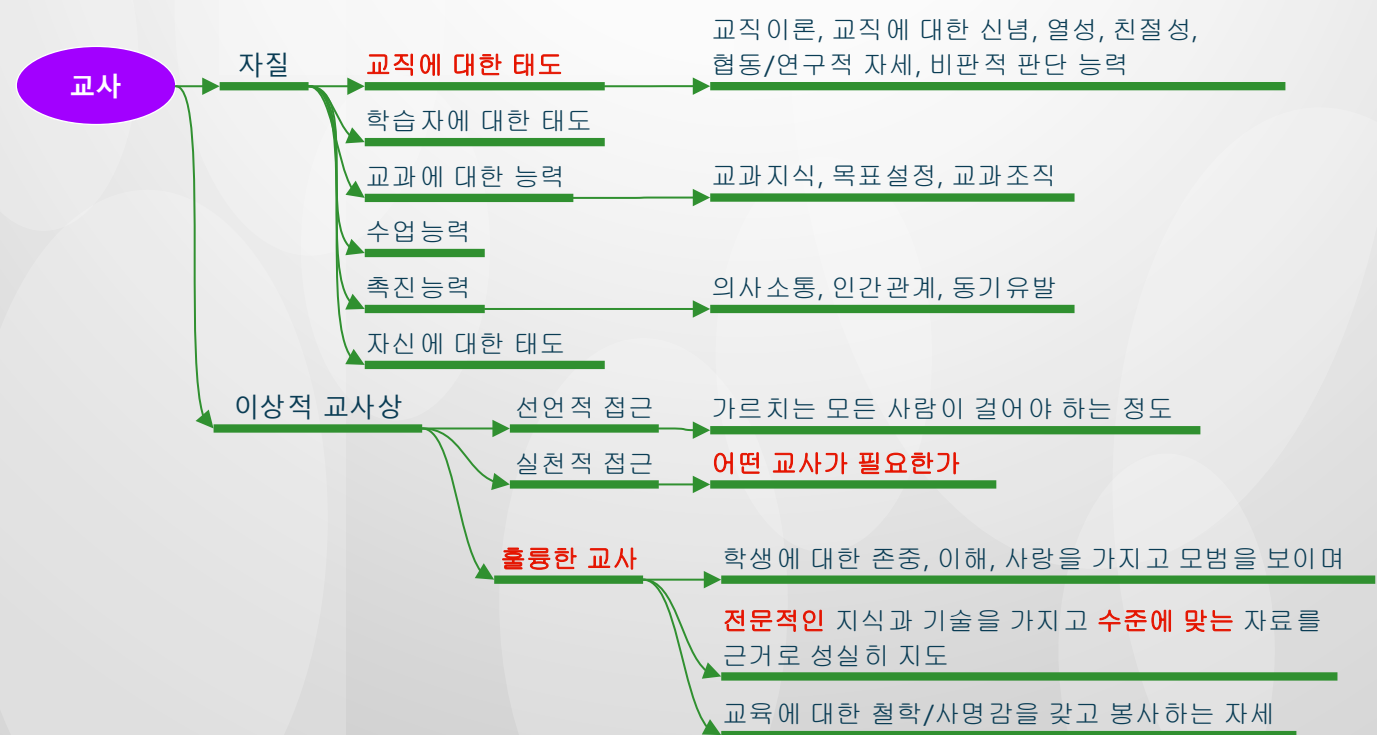 교사
자질
교직에 대한 태도
교직이론, 교직에 대한 신념, 열성, 친절성,
협동/연구적 자세, 비판적 판단 능력
학습자에 대한 태도
교과에 대한 능력
교과지식, 목표설정, 교과조직
수업능력
촉진능력
의사소통, 인간관계, 동기유발
자신에 대한 태도
이상적 교사상
선언적 접근
가르치는 모든 사람이 걸어야 하는 정도
실천적 접근
어떤 교사가 필요한가
훌륭한 교사
학생에 대한 존중, 이해, 사랑을 가지고 모범을 보이며
전문적인 지식과 기술을 가지고 수준에 맞는 자료를
근거로 성실히 지도
교육에 대한 철학/사명감을 갖고 봉사하는 자세